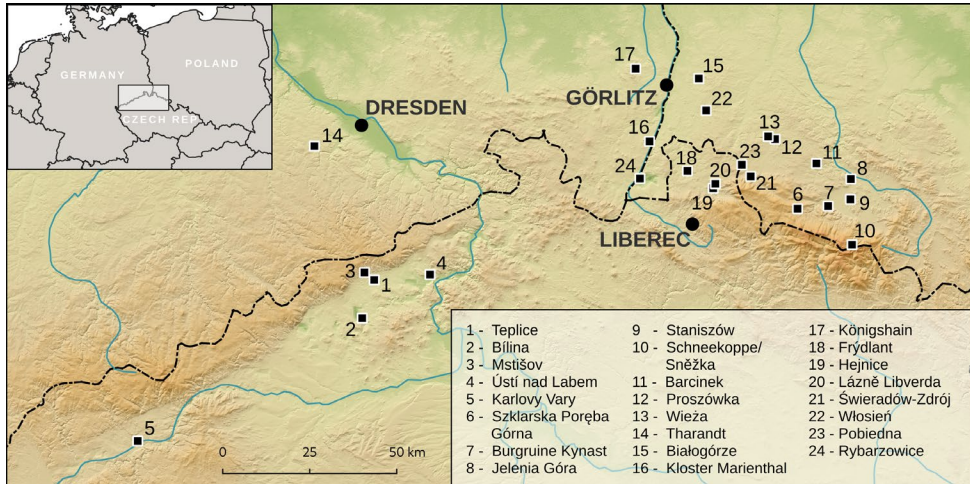 GERMANY
POLAND
CZECH REP.
DRESDEN
GÖRLITZ
LIBEREC
17
15
22
14
16
13
12
11
18
23
8
24
20
21
19
6
7
9
10
3
1
4
2
5
0 25 50 km
1 - Teplice
2 - Bílina
3 - Mstišov
4 - Ústí nad Labem
5 - Karlovy Vary
6 - Szklarska Poręba
Górna
7 - Burgruine Kynast
8 - Jelenia Góra
9 - Staniszów
10 - Schneekoppe/
Sněžka
11 - Barcinek
12 - Proszówka
13 - Wieża
14 - Tharandt
15 - Białogórze
16 - Kloster Marienthal
17 - Königshain
18 - Frýdlant
19 - Hejnice
20 - Lázně Libverda
21 - Świeradów-Zdrój
22 - Włosień
23 - Pobiedna
24 - Rybarzowice